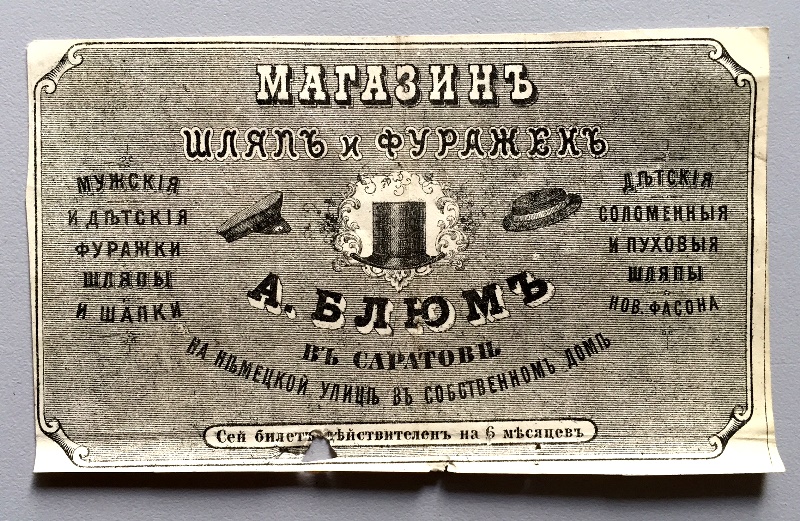 МАГАЗИНЪ
ШЛЯПЪ и ФУРАЖЕКЪ
МУЖСКІЯ
И ДѢТСКІЯ
ФУРАЖКИ
ШЛЯПЫ
И ШАПКИ
ДѢТСКІЯ
СОЛОМЕННЫЯ
И ПУХОВЫЯ
ШЛЯПЫ
НОВ. ФАСОНА
А. БЛЮМЪ
ВЪ САРАТОВѢ
НА НѢМЕЦКОЙ УЛИЦѢ ВЪ СОБСТВЕННОМЪ ДОМѢ
Сей билетъ дѣйствителенъ на 6 мѣсяцевъ